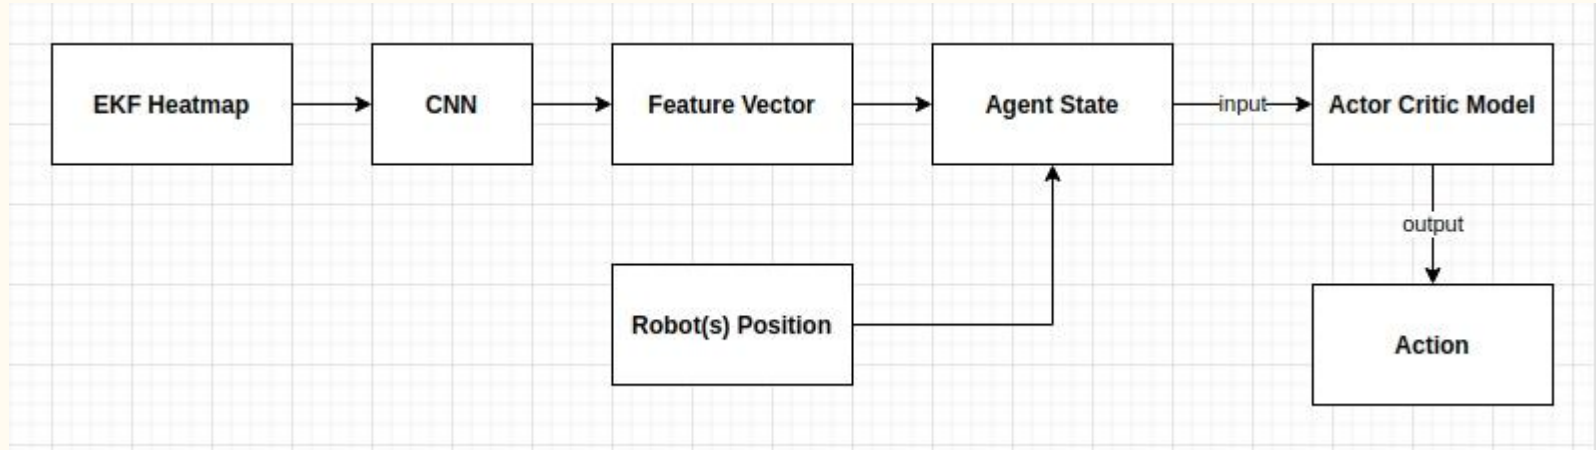 EKF Heatmap
CNN
Feature Vector
Agent State
input
Actor Critic Model
output
Robot(s) Position
Action